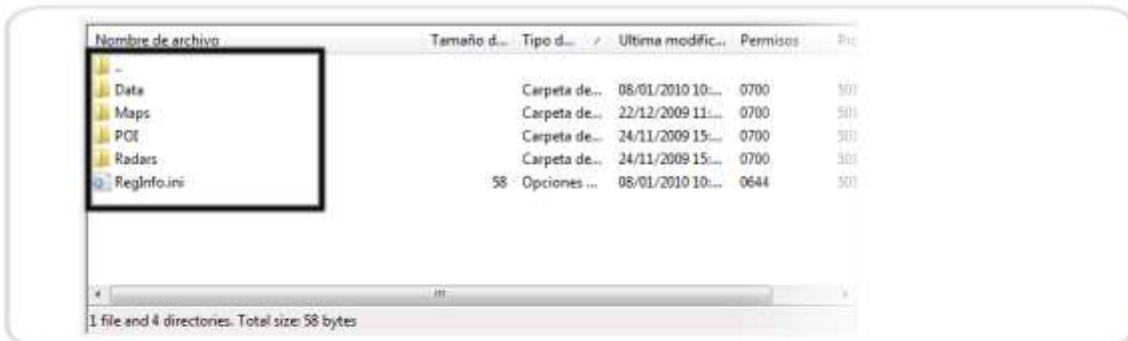 Nombre de archivo Tamaño d... Tipo d... Ultima modific... Permisos
..
Data Carpeta de... 08/01/2010 10:... 0700
Maps Carpeta de... 22/12/2009 11:... 0700
POI Carpeta de... 24/11/2009 15:... 0700
Radars Carpeta de... 24/11/2009 15:... 0700
RegInfo.ini 58 Opciones ... 08/01/2010 10:... 0644
1 file and 4 directories. Total size: 58 bytes